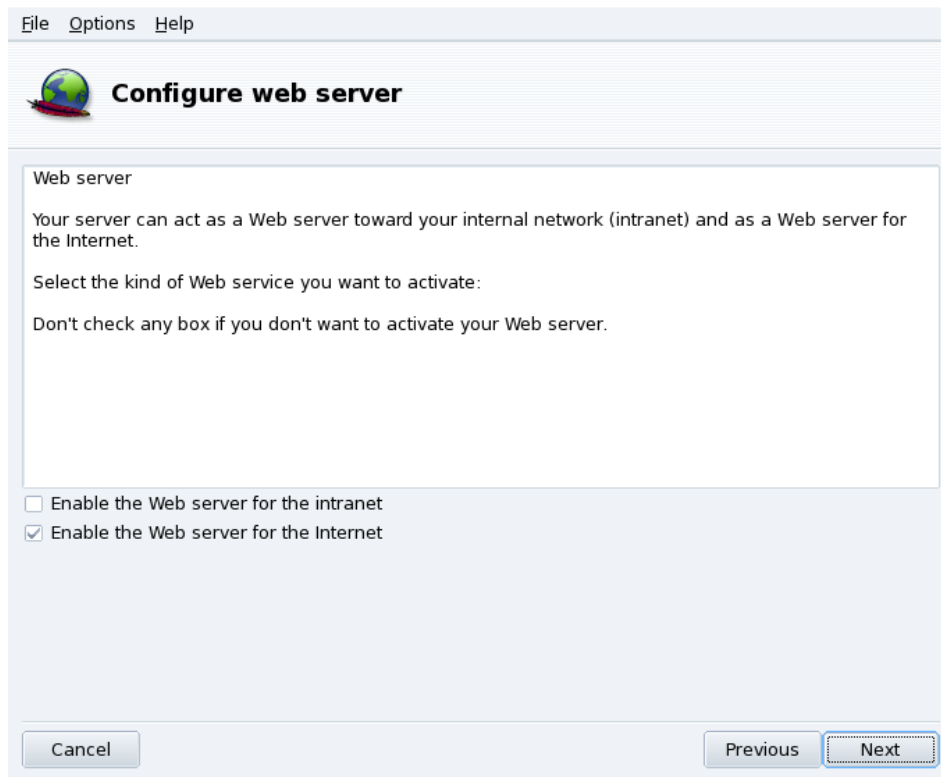 File Options Help
Configure web server
Web server
Your server can act as a Web server toward your internal network (intranet) and as a Web server for
the Internet.
Select the kind of Web service you want to activate:
Don't check any box if you don't want to activate your Web server.
Enable the Web server for the intranet
Enable the Web server for the Internet
Cancel Previous Next